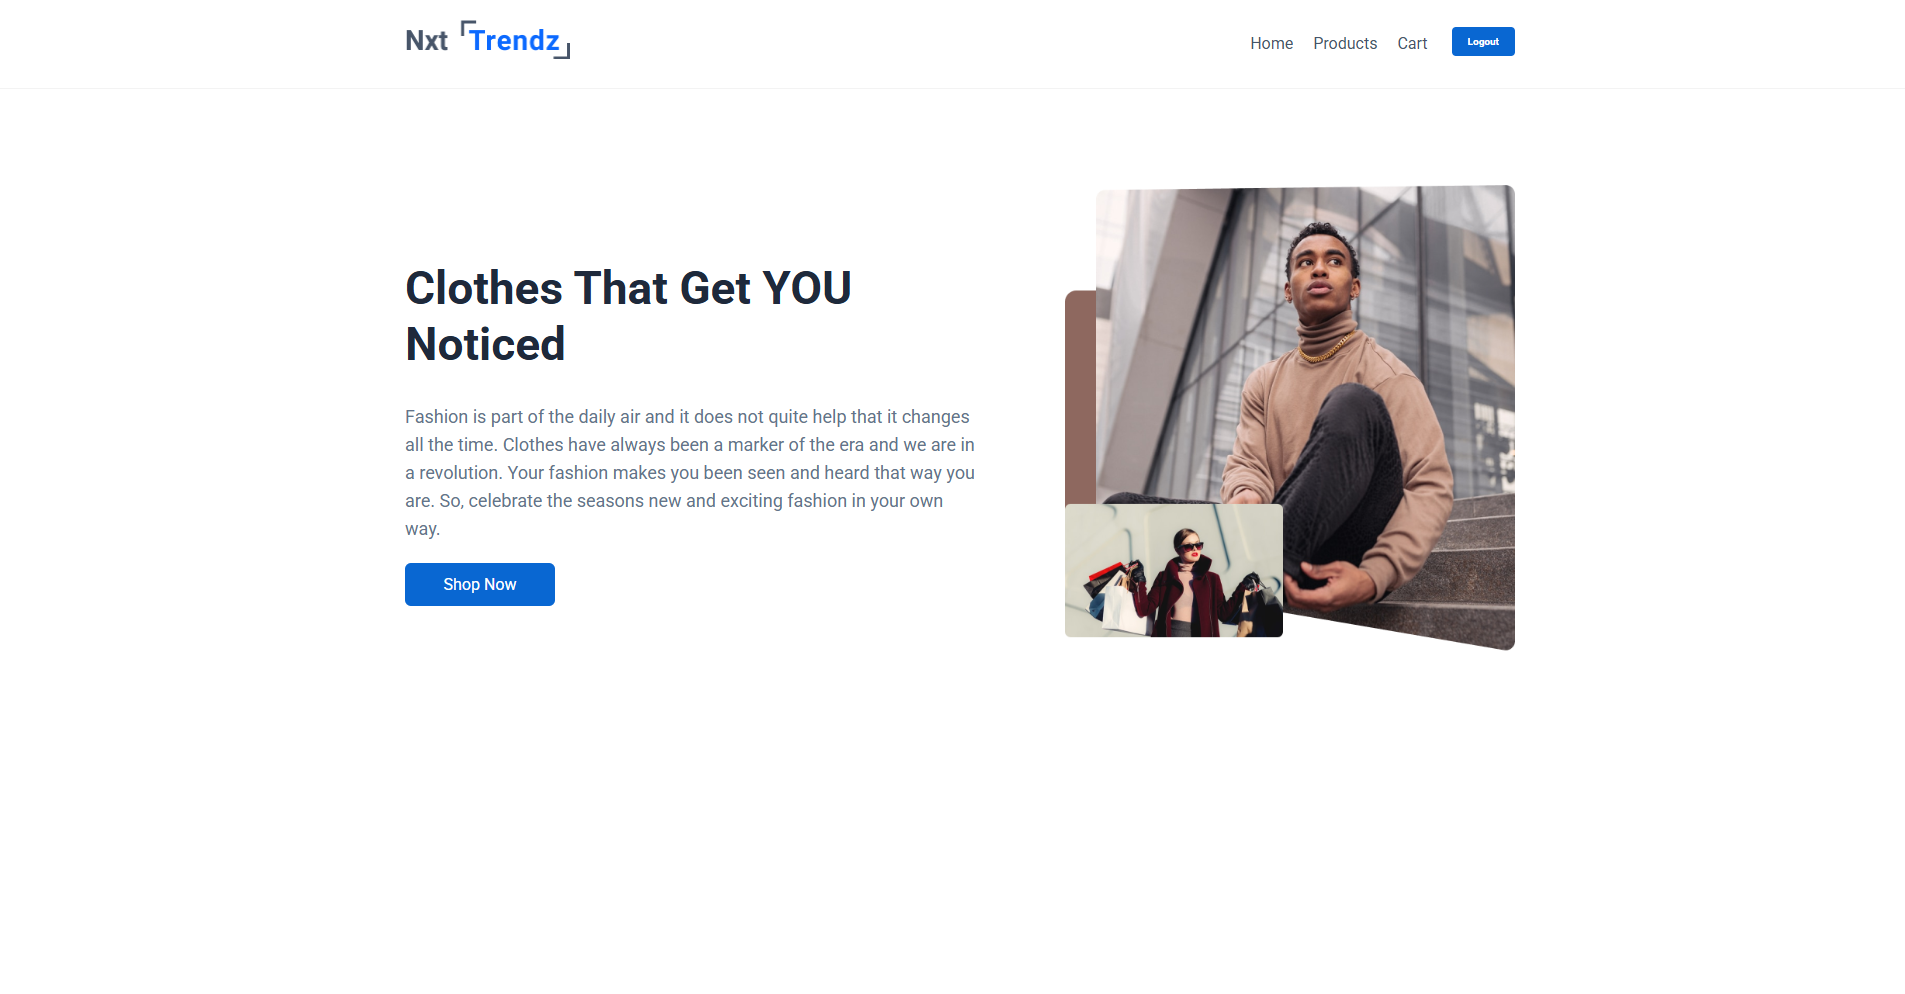 Nxt Trendz
Home Products Cart Logout
Clothes That Get YOU
Noticed
Fashion is part of the daily air and it does not quite help that it changes
all the time. Clothes have always been a marker of the era and we are in
a revolution. Your fashion makes you been seen and heard that way you
are. So, celebrate the seasons new and exciting fashion in your own
way.
Shop Now